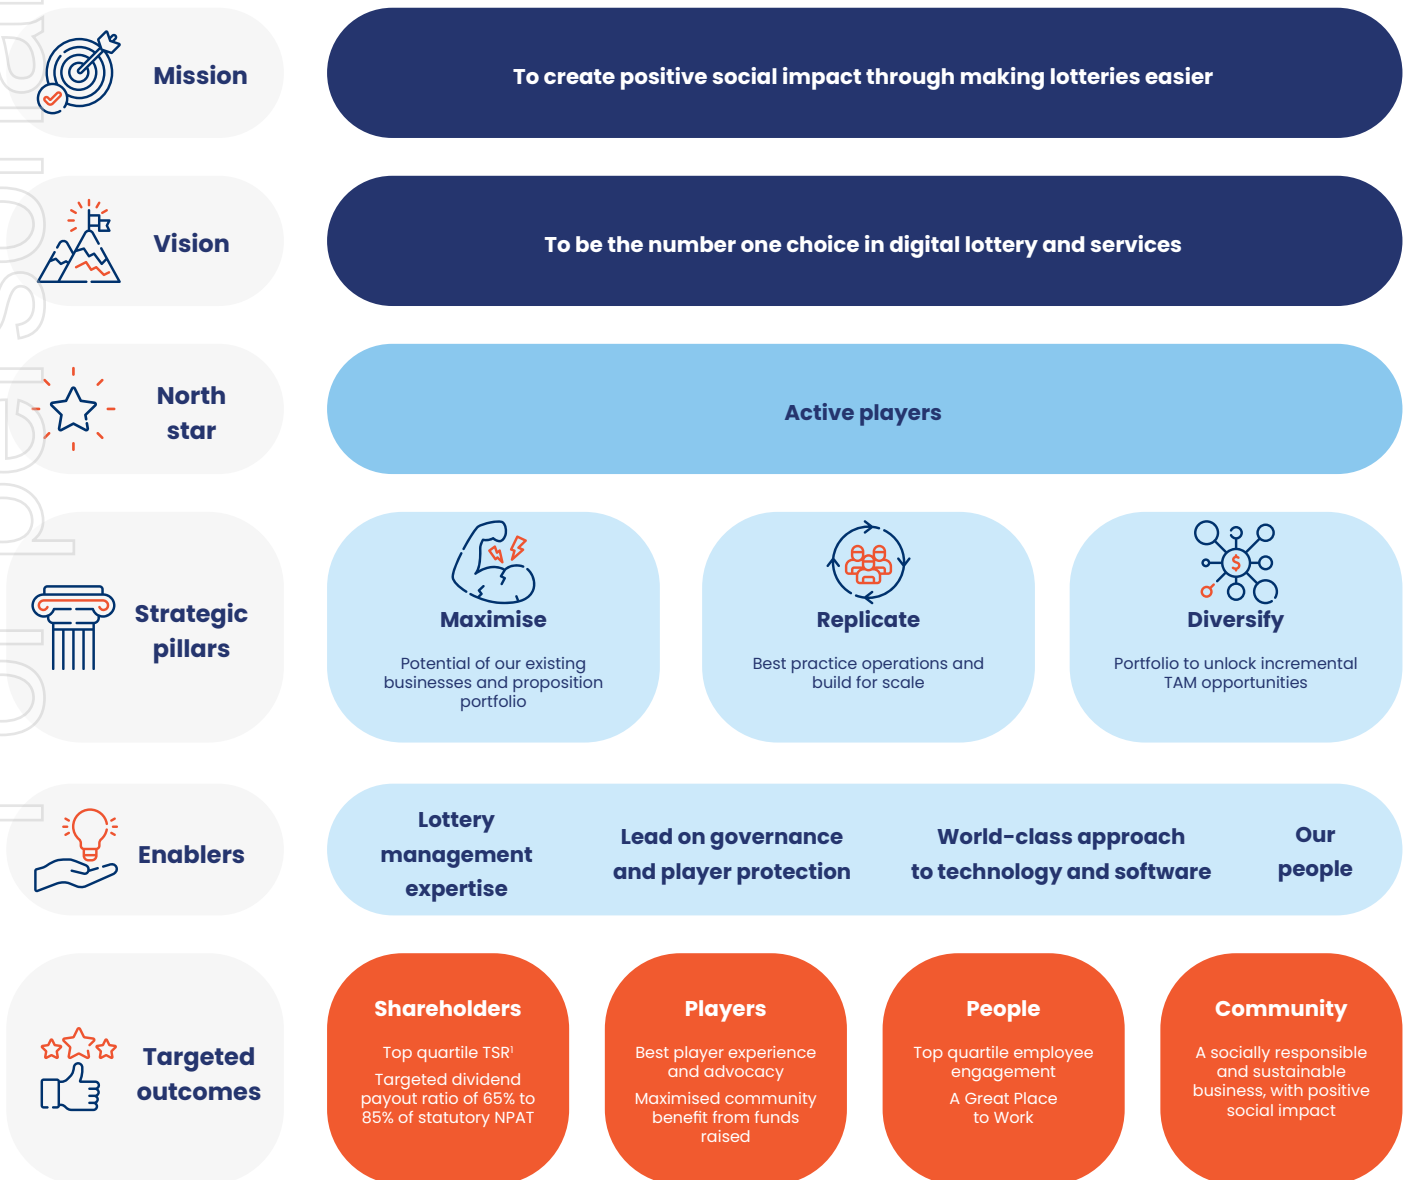 Mission
To create positive social impact through making lotteries easier
Vision
To be the number one choice in digital lottery and services
North
star
Active players
Strategic
pillars
Maximise
Potential of our existing
businesses and proposition
portfolio
Replicate
Best practice operations and
build for scale
Diversify
Portfolio to unlock incremental
TAM opportunities
Enablers
Lottery
management
expertise
Lead on governance
and player protection
World-class approach
to technology and software
Our
people
Targeted
outcomes
Shareholders
Top quartile TSR¹
Targeted dividend
payout ratio of 65% to
85% of statutory NPAT
Players
Best player experience
and advocacy
Maximised community
benefit from funds
raised
People
Top quartile employee
engagement
A Great Place
to Work
Community
A socially responsible
and sustainable
business, with positive
social impact